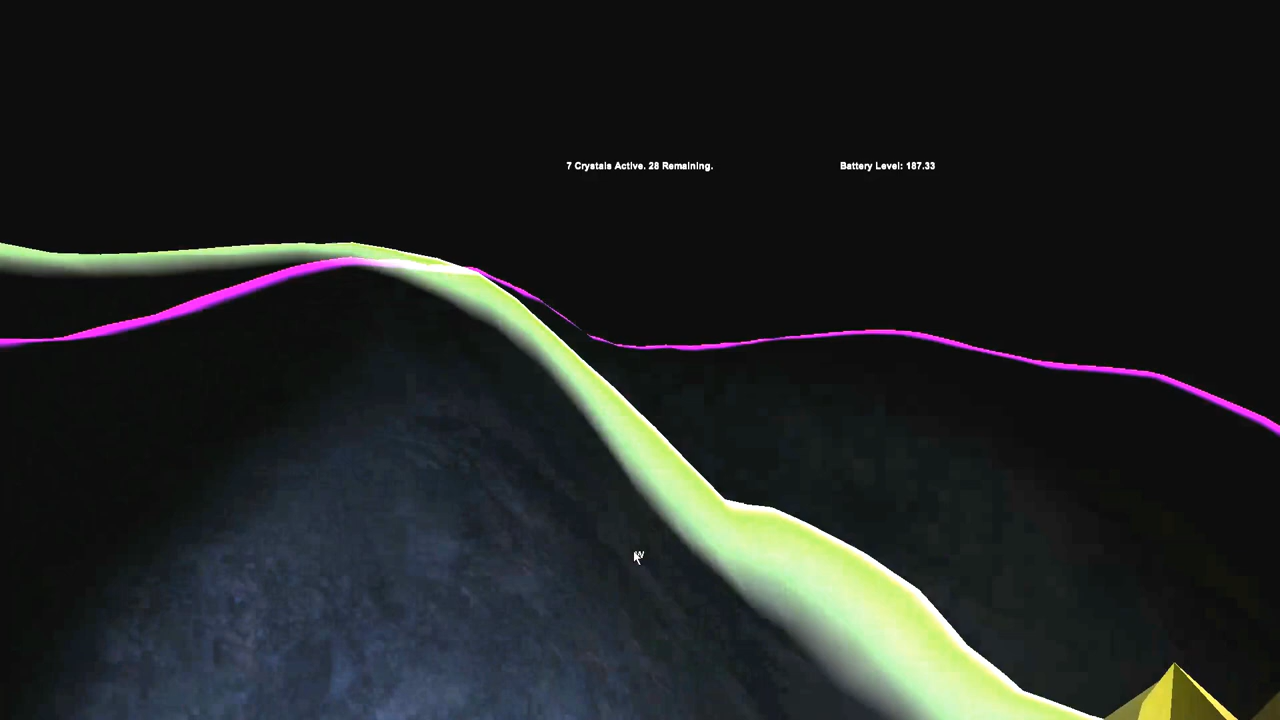 7 Crystals Active. 28 Remaining.
Battery Level: 187.33